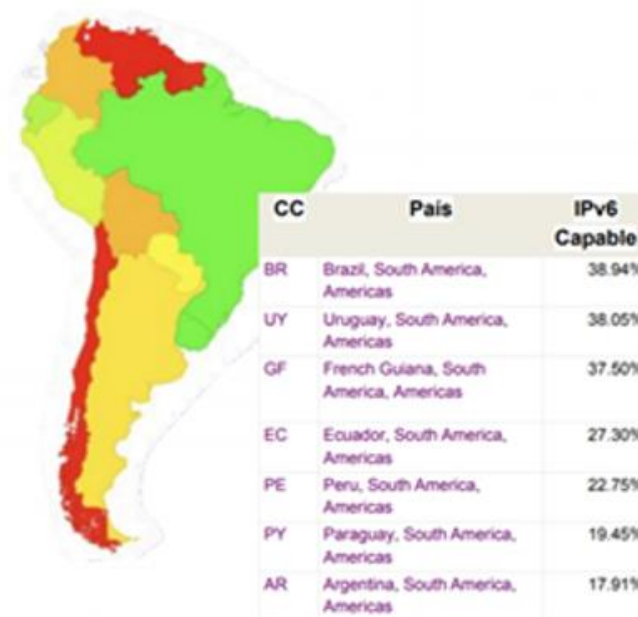 CC País IPv6
Capable
BR Brazil, South America, 38.94%
Americas
UY Uruguay, South America, 38.05%
Americas
GF French Guiana, South 37.50%
America, Americas
EC Ecuador, South America, 27.30%
Americas
PE Peru, South America, 22.75%
Americas
PY Paraguay, South America, 19.45%
Americas
AR Argentina, South America, 17.91%
Americas